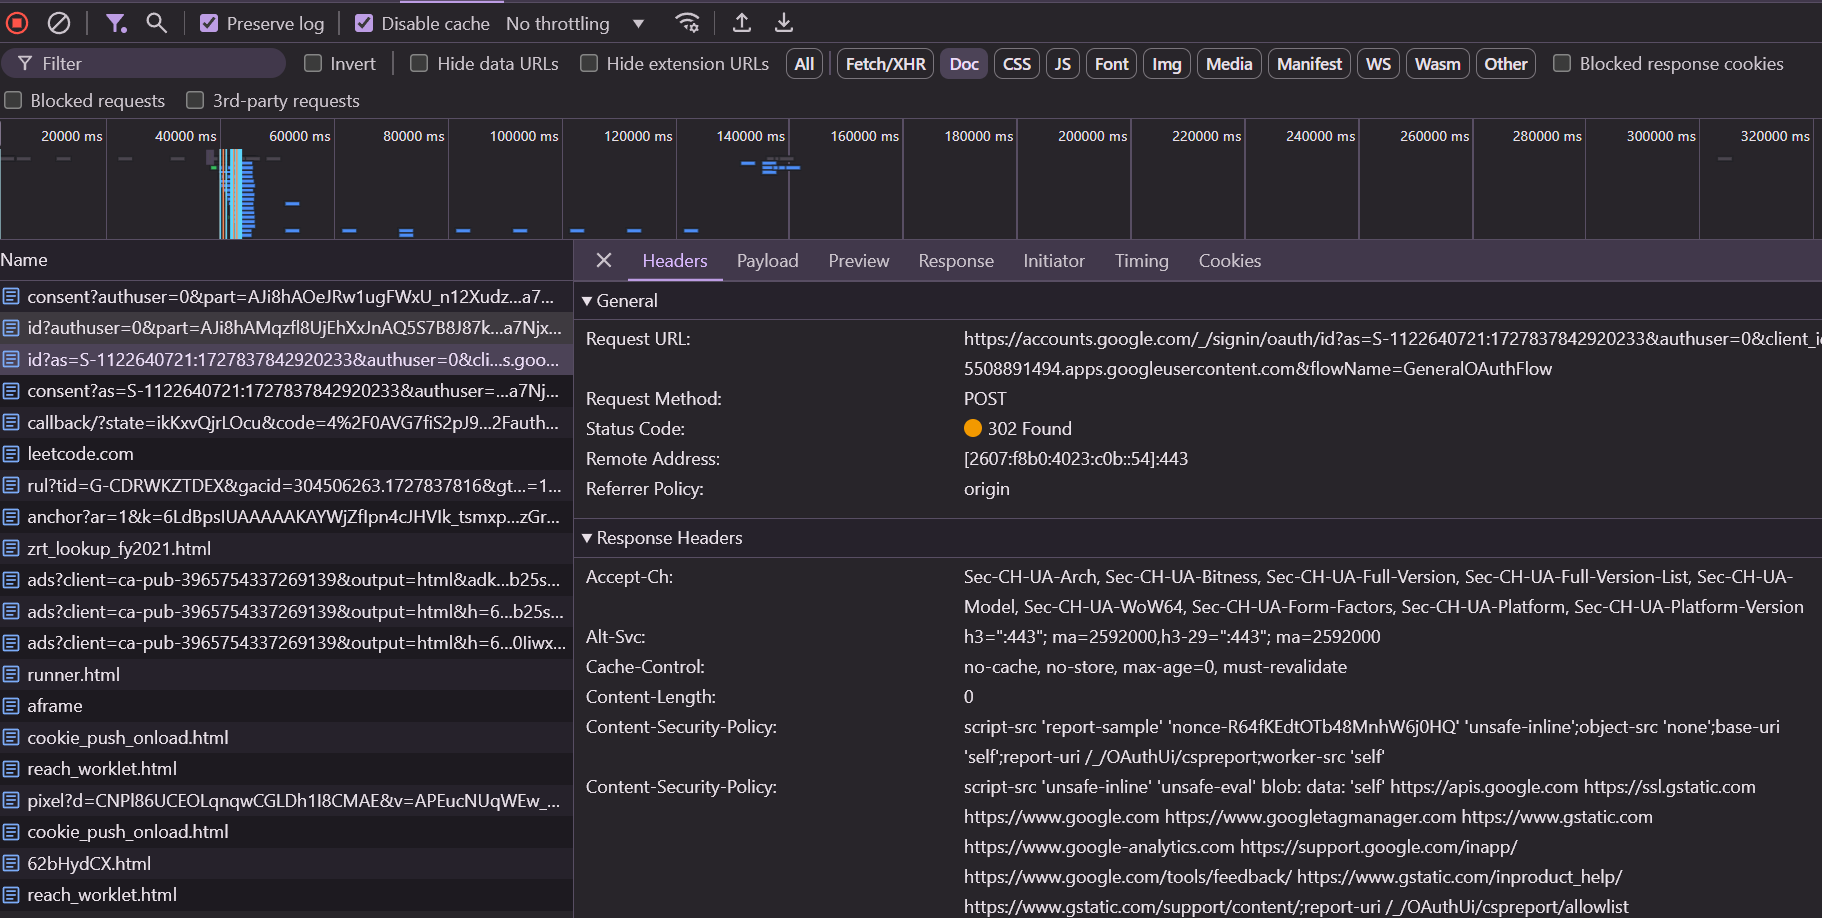 Preserve log Disable cache No throttling
Filter Invert Hide data URLs Hide extension URLs All Fetch/XHR Doc CSS JS Font Img Media Manifest WS Wasm Other Blocked response cookies
Blocked requests 3rd-party requests
20000 ms 40000 ms 60000 ms 80000 ms 100000 ms 120000 ms 140000 ms 160000 ms 180000 ms 200000 ms 220000 ms 240000 ms 260000 ms 280000 ms 300000 ms 320000 ms
Name
consent?authuser=0&part=AJi8hAOeJRw1ugFWxU_n12Xudz...a7...
id?authuser=0&part=AJi8hAMqzfl8UjEhXxJnAQ5S7B8J87k...a7Njx...
id?as=S-1122640721:1727837842920233&authuser=0&cli...s.goo...
consent?as=S-1122640721:1727837842920233&authuser=...a7Nj...
callback/?state=ikKxvQjrLOcu&code=4%2F0AVG7fiS2pJ9...2Fauth...
leetcode.com
rul?tid=G-CDRWKZTDEX&gacid=304506263.1727837816&gt...=1...
anchor?ar=1&k=6LdBpsIUAAAAAKAYWjZfIpn4cJHVIk_tsmxp...zGr...
zrt_lookup_fy2021.html
ads?client=ca-pub-3965754337269139&output=html&adk...b25s...
ads?client=ca-pub-3965754337269139&output=html&h=6...b25s...
ads?client=ca-pub-3965754337269139&output=html&h=6...0liwx...
runner.html
aframe
cookie_push_onload.html
reach_worklet.html
pixel?d=CNPl86UCEOLqnqwCGLDh1I8CMAE&v=APEucNUqWEw_...
cookie_push_onload.html
62bHydCX.html
reach_worklet.html
Headers Payload Preview Response Initiator Timing Cookies
General
Request URL: https://accounts.google.com/_/signin/oauth/id?as=S-1122640721:1727837842920233&authuser=0&client_i
5508891494.apps.googleusercontent.com&flowName=GeneralOAuthFlow
Request Method: POST
Status Code: 302 Found
Remote Address: [2607:f8b0:4023:c0b::54]:443
Referrer Policy: origin
Response Headers
Accept-Ch: Sec-CH-UA-Arch, Sec-CH-UA-Bitness, Sec-CH-UA-Full-Version, Sec-CH-UA-Full-Version-List, Sec-CH-UA-
Model, Sec-CH-UA-WoW64, Sec-CH-UA-Form-Factors, Sec-CH-UA-Platform, Sec-CH-UA-Platform-Version
Alt-Svc: h3=":443"; ma=2592000,h3-29=":443"; ma=2592000
Cache-Control: no-cache, no-store, max-age=0, must-revalidate
Content-Length: 0
Content-Security-Policy: script-src 'report-sample' 'nonce-R64fKEdtOTb48MnhW6j0HQ' 'unsafe-inline';object-src 'none';base-uri
'self';report-uri /_/OAuthUi/cspreport;worker-src 'self'
Content-Security-Policy: script-src 'unsafe-inline' 'unsafe-eval' blob: data: 'self' https://apis.google.com https://ssl.gstatic.com
https://www.google.com https://www.googletagmanager.com https://www.gstatic.com
https://www.google-analytics.com https://support.google.com/inapp/
https://www.google.com/tools/feedback/ https://www.gstatic.com/inproduct_help/
https://www.gstatic.com/support/content/;report-uri /_/OAuthUi/cspreport/allowlist